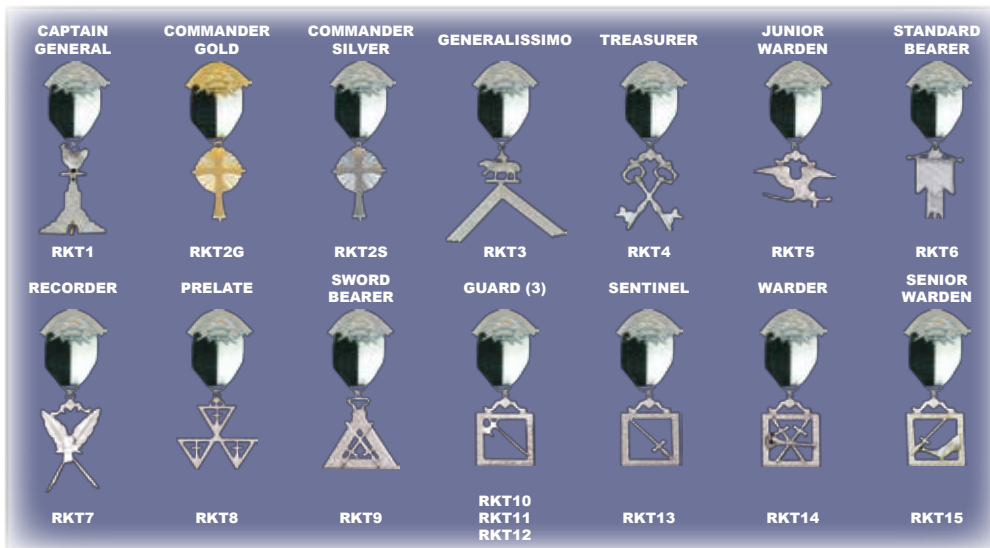 CAPTAIN GENERAL
COMMANDER GOLD
COMMANDER SILVER
GENERALISSIMO
TREASURER
JUNIOR WARDEN
STANDARD BEARER
RKT1
RKT2G
RKT2S
RKT3
RKT4
RKT5
RKT6
RECORDER
PRELATE
SWORD BEARER
GUARD (3)
SENTINEL
WARDER
SENIOR WARDEN
RKT7
RKT8
RKT9
RKT10
RKT11
RKT12
RKT13
RKT14
RKT15